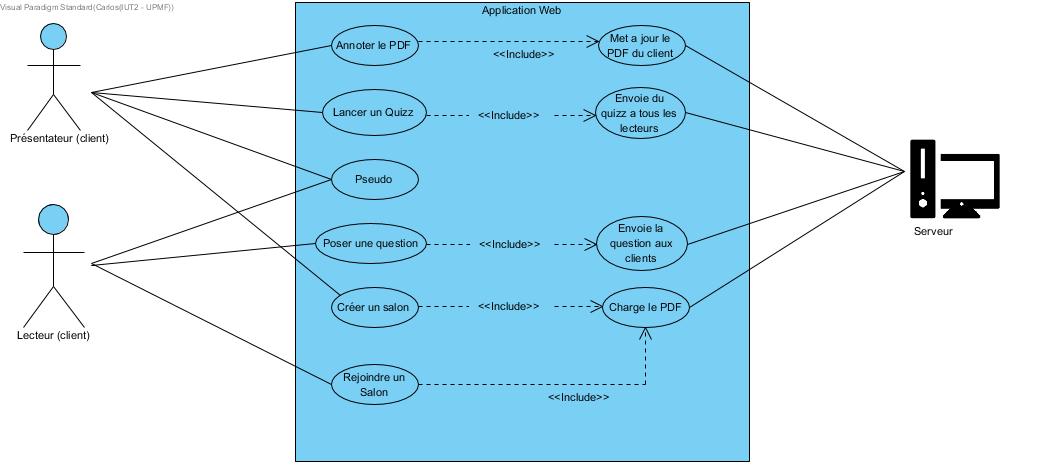 Visual Paradigm Standard(Carlos(IUT2 - UPMF))
Application Web
Annoter le PDF
<<Include>>
Met a jour le
PDF du client
Lancer un Quizz
<<Include>>
Envoie du
quizz a tous les
lecteurs
Présentateur (client)
Pseudo
Poser une question
<<Include>>
Envoie la
question aux
clients
Serveur
Créer un salon
<<Include>>
Charge le PDF
Lecteur (client)
Rejoindre un
Salon
<<Include>>